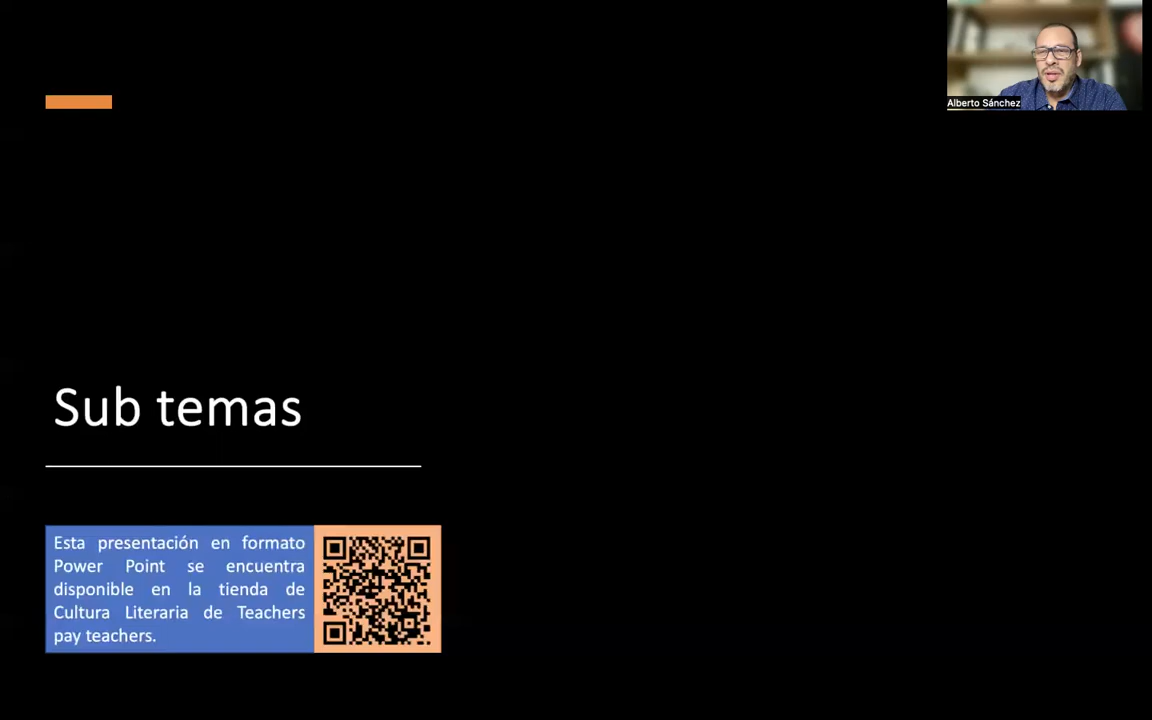 Alberto Sánchez
Sub temas
Esta presentación en formato
Power Point se encuentra
disponible en la tienda de
Cultura Literaria de Teachers
pay teachers.